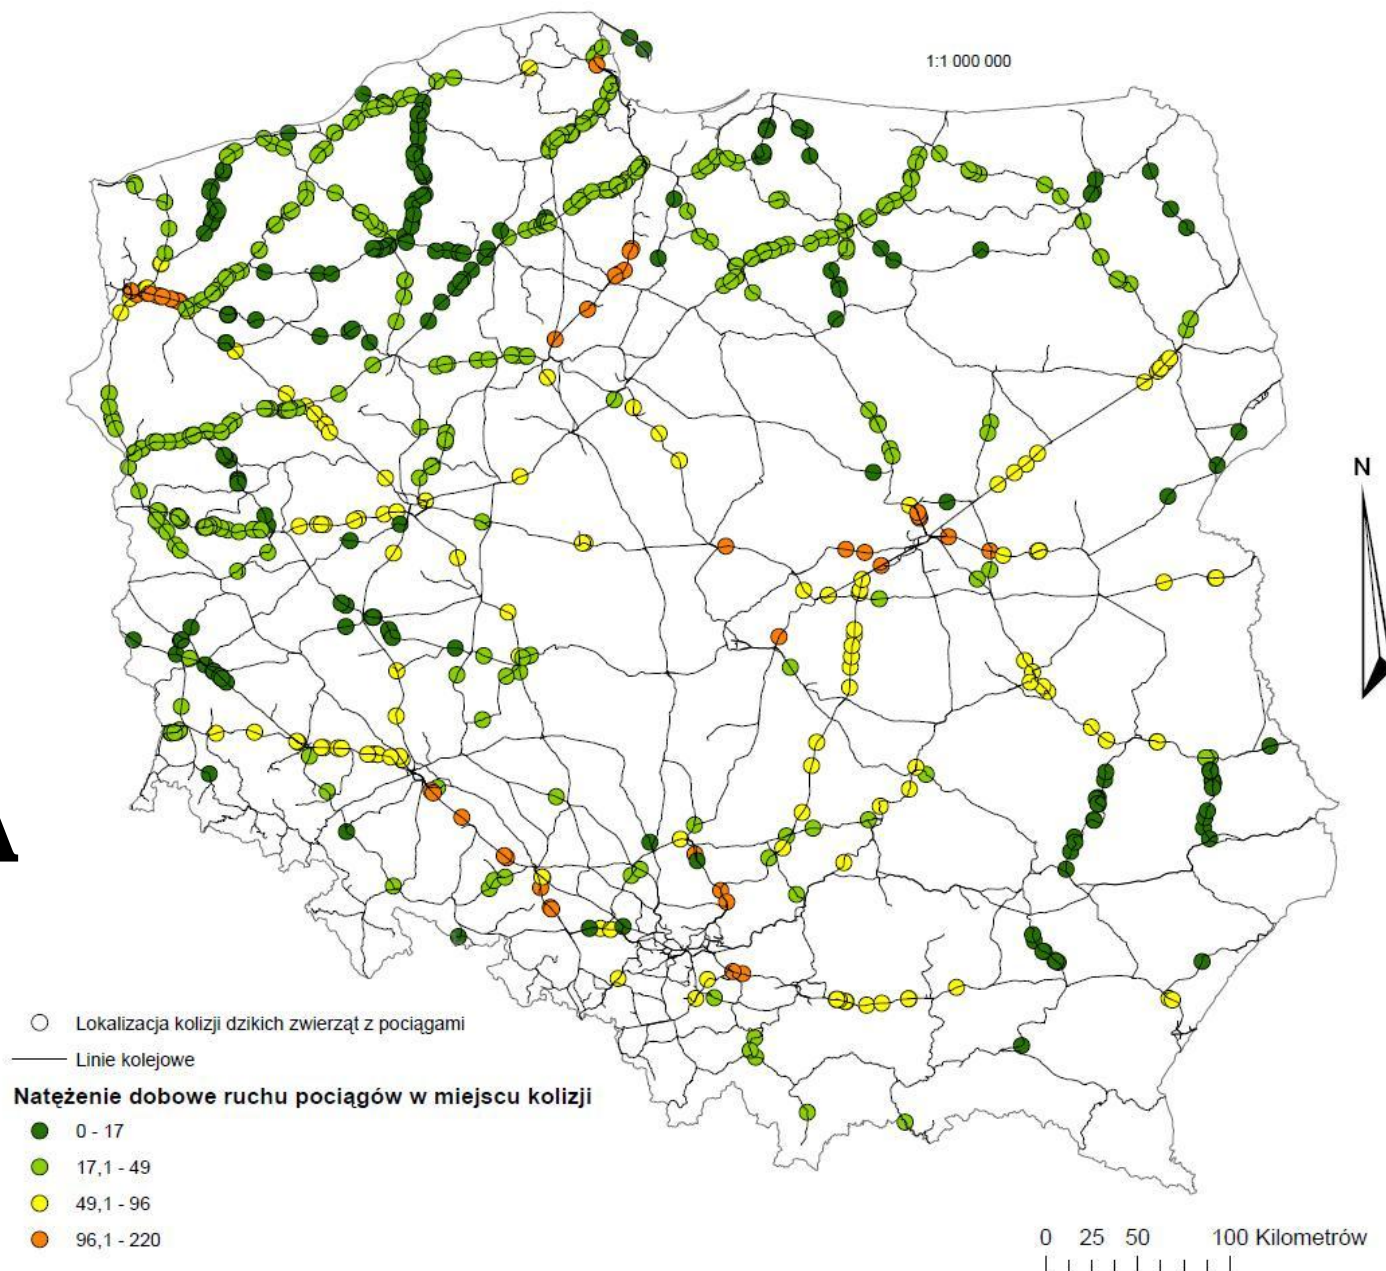 1:1 000 000
N
A
Lokalizacja kolizji dzikich zwierząt z pociągami
Linie kolejowe
Natężenie dobowe ruchu pociągów w miejscu kolizji
0 - 17
17,1 - 49
49,1 - 96
96,1 - 220
0 25 50 100 Kilometrów